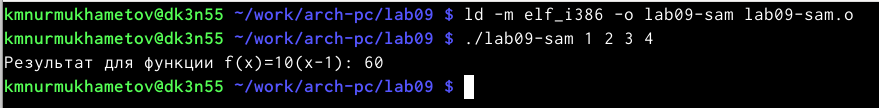 kmnurmukhametov@dk3n55 ~/work/arch-pc/lab09 $ ld -m elf_i386 -o lab09-sam lab09-sam.o
kmnurmukhametov@dk3n55 ~/work/arch-pc/lab09 $ ./lab09-sam 1 2 3 4
Результат для функции f(x)=10(x-1): 60
kmnurmukhametov@dk3n55 ~/work/arch-pc/lab09 $